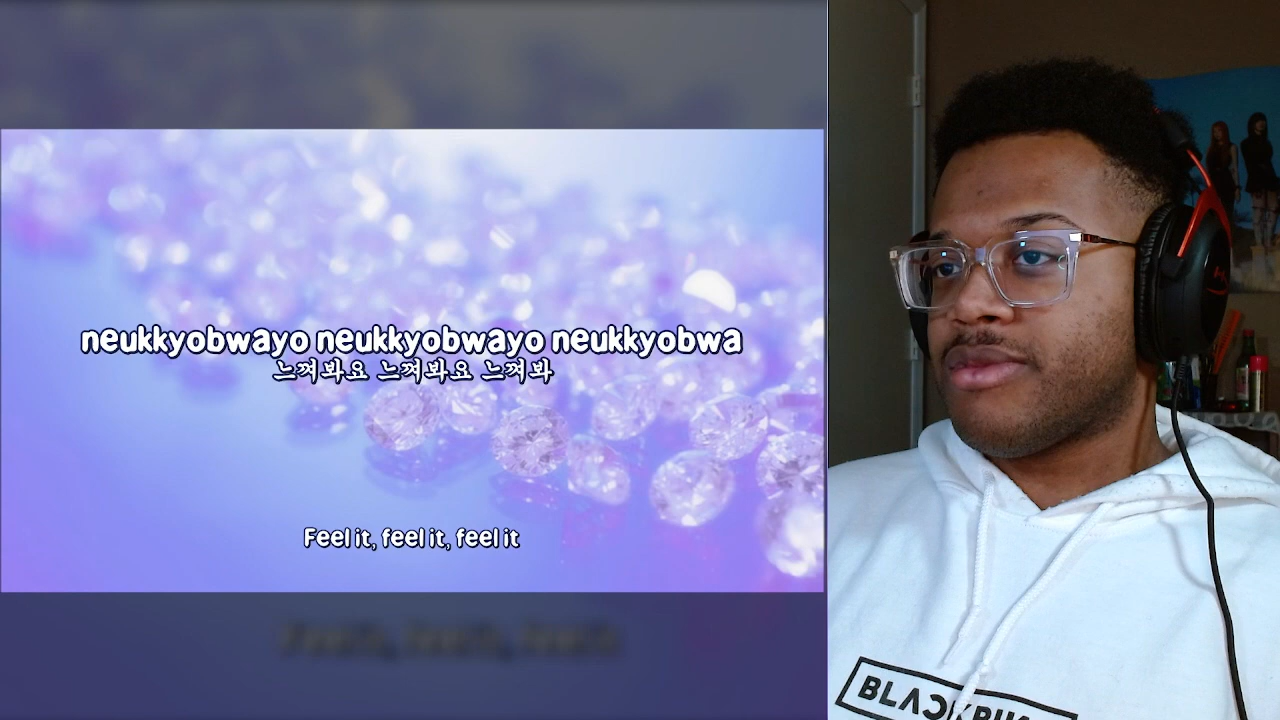 neukkyobwayo neukkyobwayo neukkyobwa
느껴봐요 느껴봐요 느껴봐
Feel it, feel it, feel it
BLACKPINK